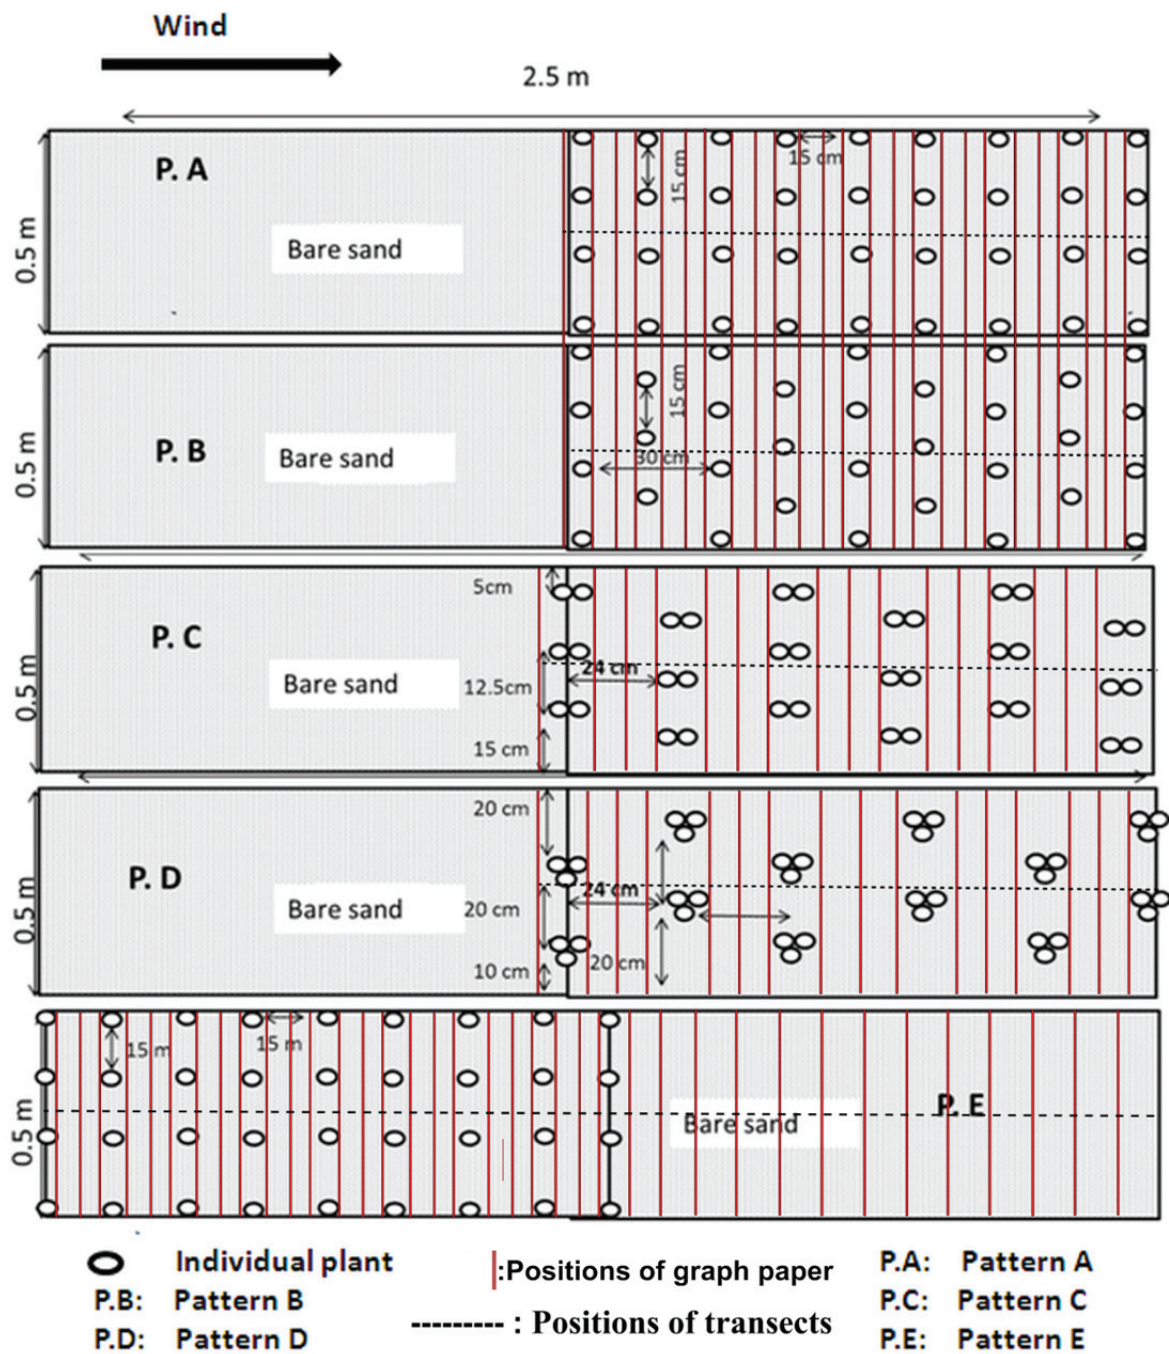 Wind
2.5 m
P. A
15 cm
15 cm
0.5 m
Bare sand
P. B
15 cm
0.5 m
Bare sand
30 cm
5cm
P. C
0.5 m
Bare sand
24 cm
12.5cm
15 cm
20 cm
P. D
0.5 m
Bare sand
24 cm
20 cm
20 cm
10 cm
15 m
15 m
0.5 m
P. E
Bare sand
Individual plant
:Positions of graph paper
P.A: Pattern A
P.B: Pattern B
P.C: Pattern C
--------- : Positions of transects
P.D: Pattern D
P.E: Pattern E